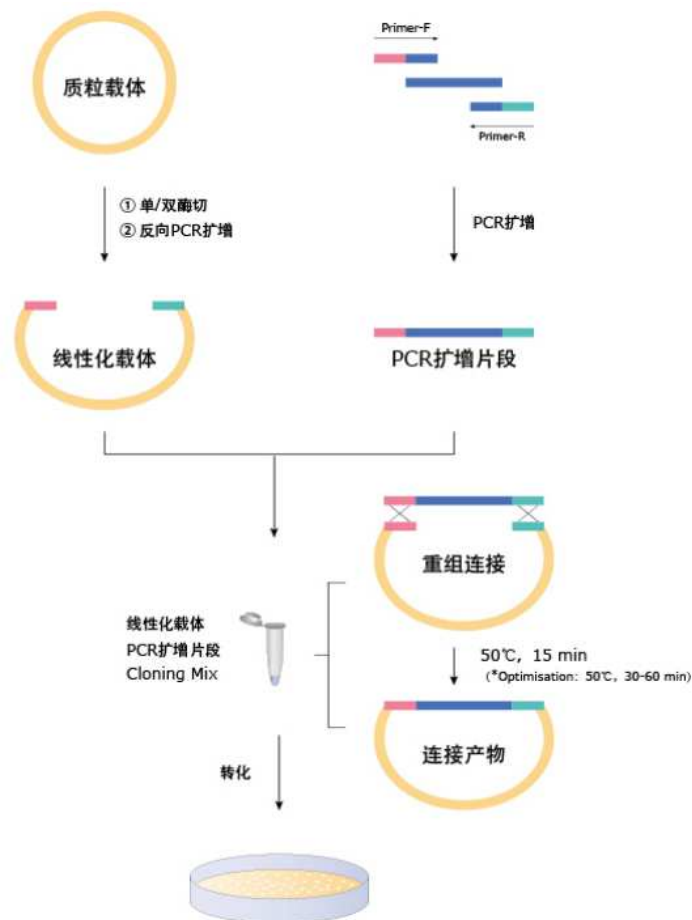 Primer-F
质粒载体
Primer-R
① 单/双酶切
② 反向PCR扩增
PCR扩增
线性化载体
PCR扩增片段
重组连接
线性化载体
PCR扩增片段
Cloning Mix
50℃, 15 min
(*Optimisation: 50℃, 30-60 min)
连接产物
转化